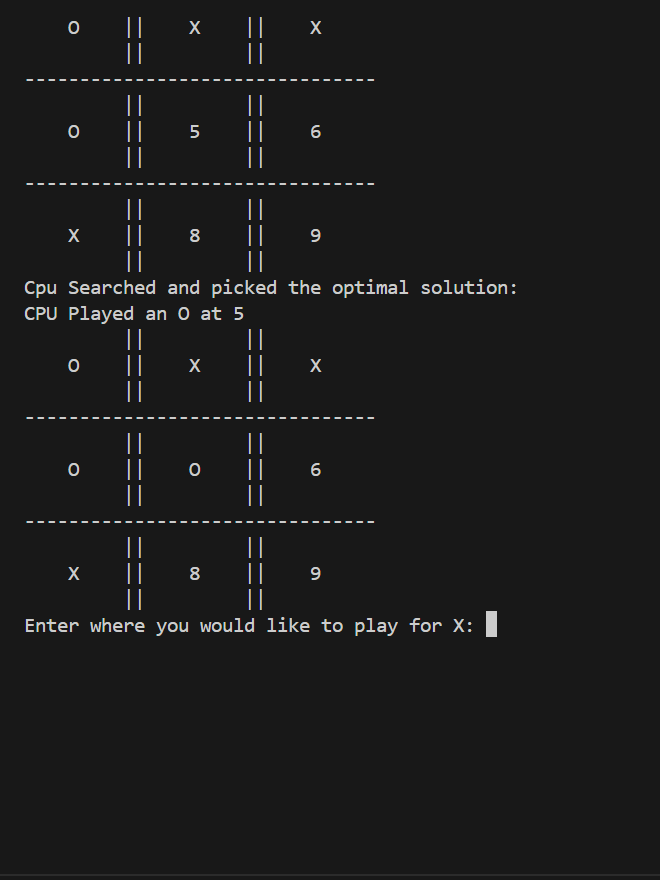 O    ||    X    ||    X
         ||         ||
--------------------------------
         ||         ||
    O    ||    5    ||    6
         ||         ||
--------------------------------
         ||         ||
    X    ||    8    ||    9
         ||         ||
Cpu Searched and picked the optimal solution:
CPU Played an O at 5
         ||         ||
    O    ||    X    ||    X
         ||         ||
--------------------------------
         ||         ||
    O    ||    O    ||    6
         ||         ||
--------------------------------
         ||         ||
    X    ||    8    ||    9
         ||         ||
Enter where you would like to play for X: